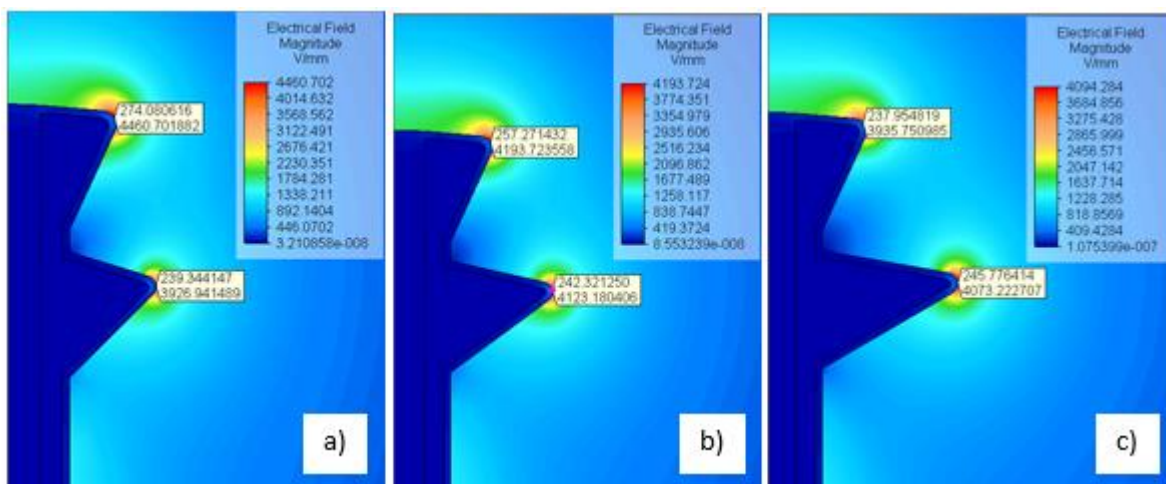 Electrical Field
Magnitude
V/mm
4460.702
4014.632
3568.562
3122.491
2676.421
2230.351
1784.281
1338.211
892.1404
446.0702
3.210858e-008
274.080616
4460.701882
239.344147
3926.941489
a)
Electrical Field
Magnitude
V/mm
4193.724
3774.351
3354.979
2935.606
2516.234
2096.862
1677.489
1258.117
838.7447
419.3724
8.553239e-008
257.271432
4193.723558
242.321250
4123.180406
b)
Electrical Field
Magnitude
V/mm
4094.284
3684.856
3275.428
2865.999
2456.571
2047.142
1637.714
1228.285
818.8569
409.4284
1.075399e-007
237.954819
3935.750985
245.776414
4073.222707
c)